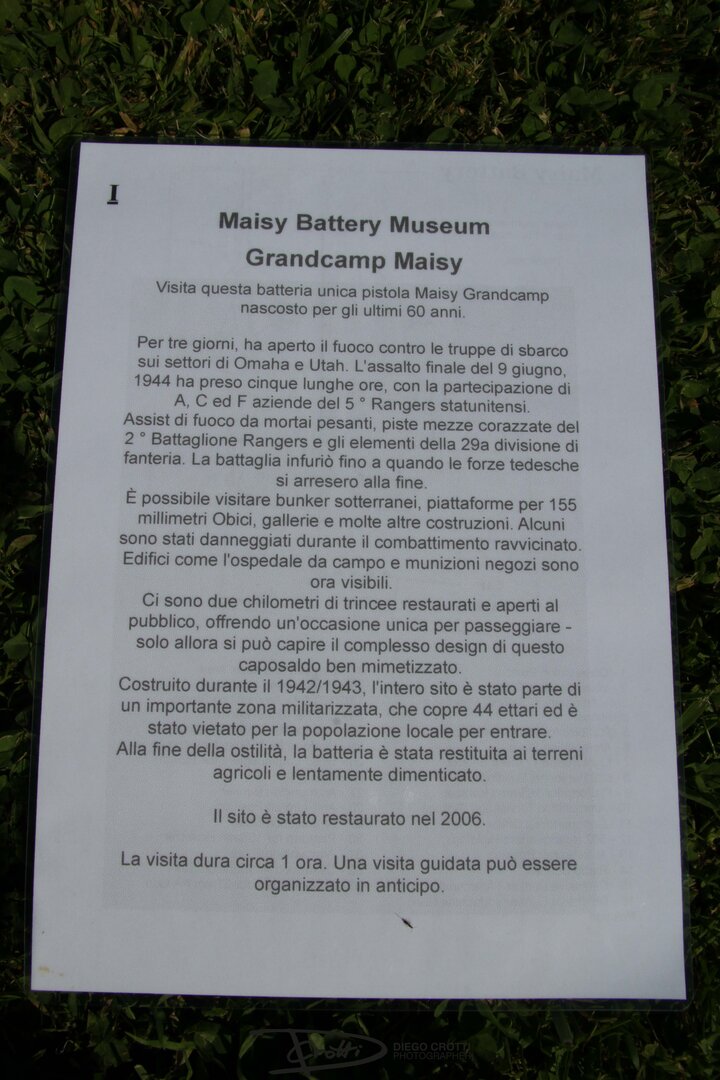 I
Maisy Battery Museum
Grandcamp Maisy
Visita questa batteria unica pistola Maisy Grandcamp
nascosto per gli ultimi 60 anni.
Per tre giorni, ha aperto il fuoco contro le truppe di sbarco
sui settori di Omaha e Utah. L'assalto finale del 9 giugno,
1944 ha preso cinque lunghe ore, con la partecipazione di
A, C ed F aziende del 5 ° Rangers statunitensi.
Assist di fuoco da mortai pesanti, piste mezze corazzate del
2 ° Battaglione Rangers e gli elementi della 29a divisione di
fanteria. La battaglia infuriò fino a quando le forze tedesche
si arresero alla fine.
È possibile visitare bunker sotterranei, piattaforme per 155
millimetri Obici, gallerie e molte altre costruzioni. Alcuni
sono stati danneggiati durante il combattimento ravvicinato.
Edifici come l'ospedale da campo e munizioni negozi sono
ora visibili.
Ci sono due chilometri di trincee restaurati e aperti al
pubblico, offrendo un'occasione unica per passeggiare -
solo allora si può capire il complesso design di questo
caposaldo ben mimetizzato.
Costruito durante il 1942/1943, l'intero sito è stato parte di
un importante zona militarizzata, che copre 44 ettari ed è
stato vietato per la popolazione locale per entrare.
Alla fine della ostilità, la batteria è stata restituita ai terreni
agricoli e lentamente dimenticato.
Il sito è stato restaurato nel 2006.
La visita dura circa 1 ora. Una visita guidata può essere
organizzato in anticipo.
DIEGO CROTTI
PHOTOGRAPHER